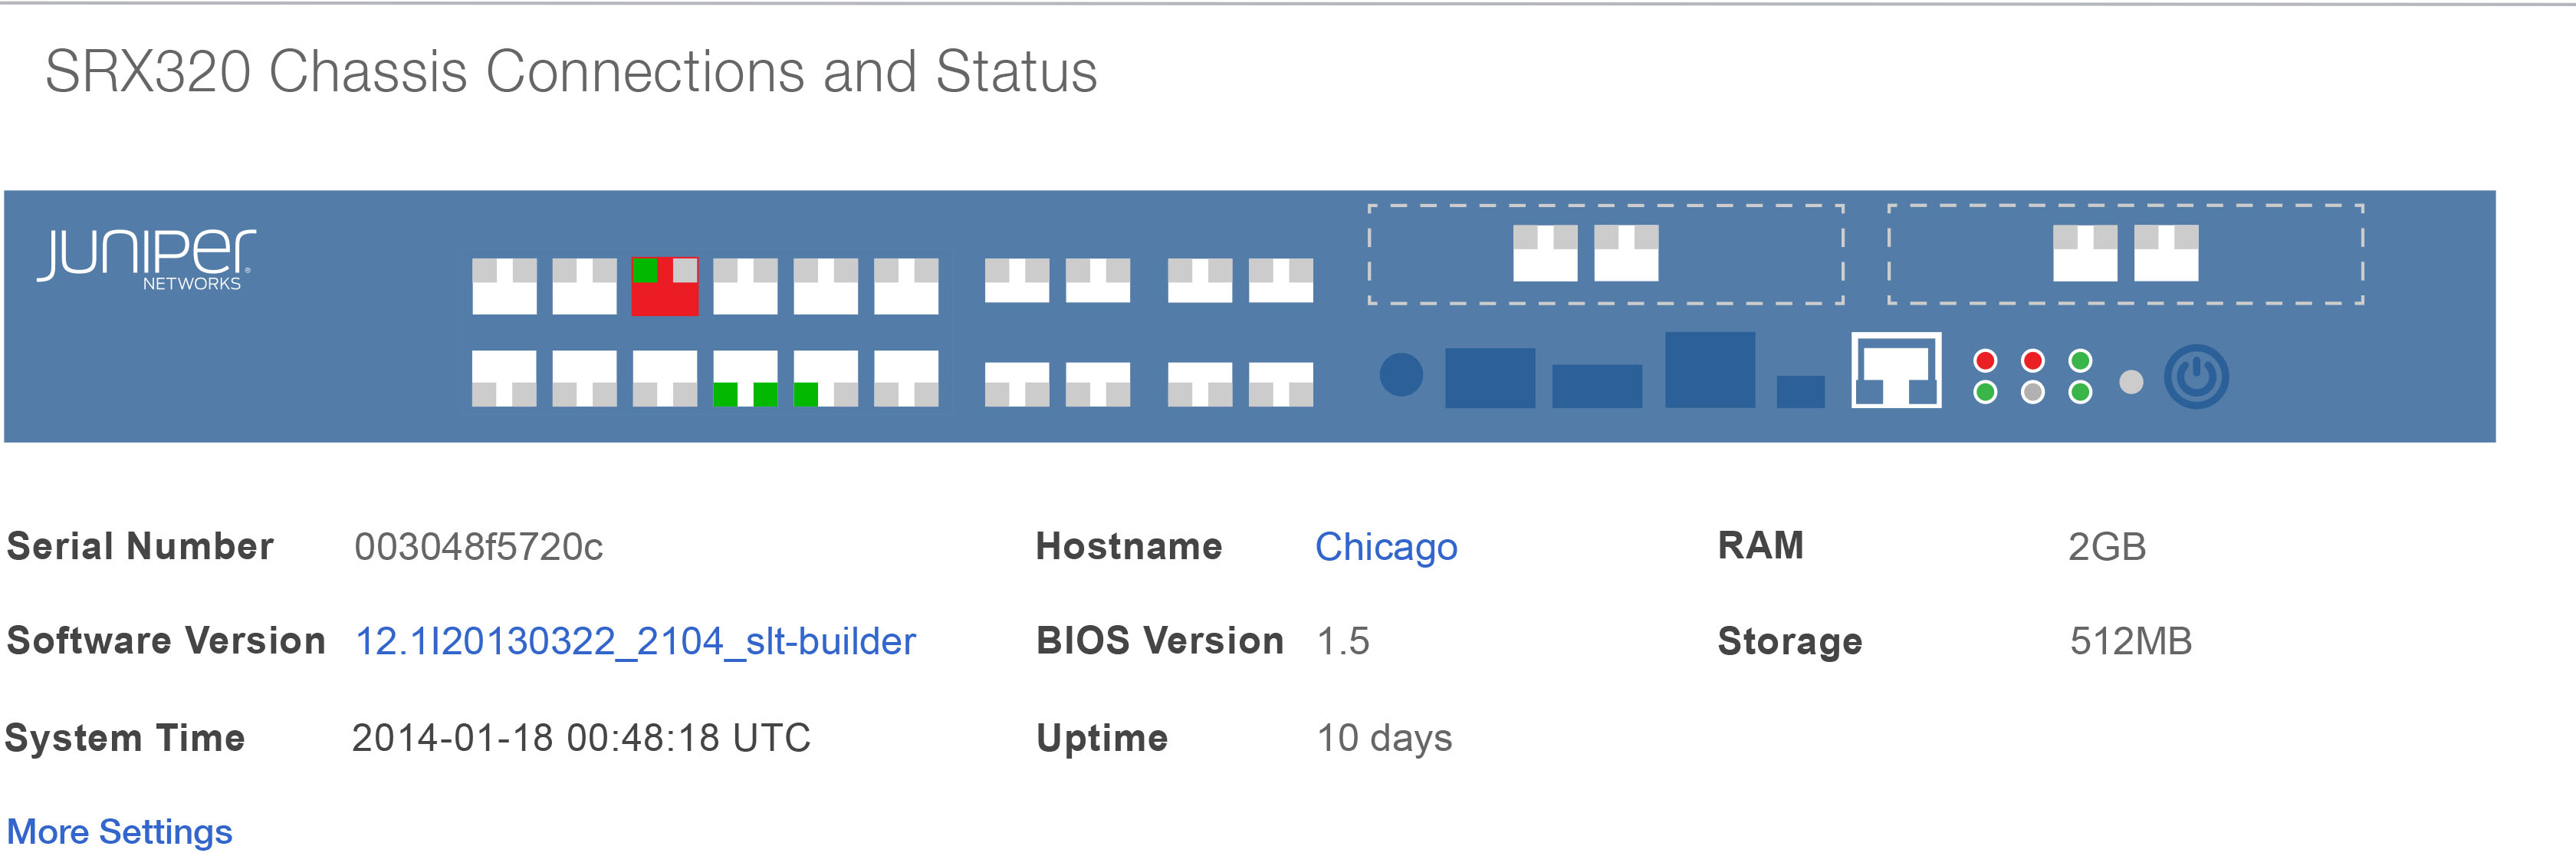 SRX320 Chassis Connections and Status
JUNIPEr
NETWORKS
Serial Number 003048f5720c Hostname Chicago RAM 2GB
Software Version 12.1I20130322_2104_slt-builder BIOS Version 1.5 Storage 512MB
System Time 2014-01-18 00:48:18 UTC Uptime 10 days
More Settings